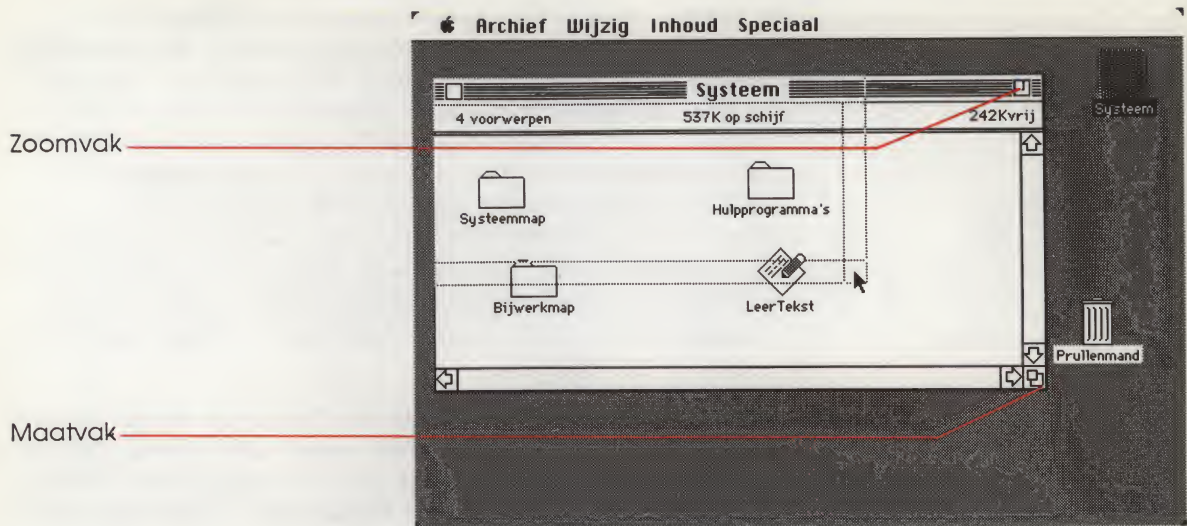 Archief Wijzig Inhoud Speciaal
Systeem
4 voorwerpen 537K op schijf 242K vrij
Systeem
Zoomvak
Systeemmap
Hulpprogramma's
Bijwerkmap
LeerTekst
Prullenmand
Maatvak